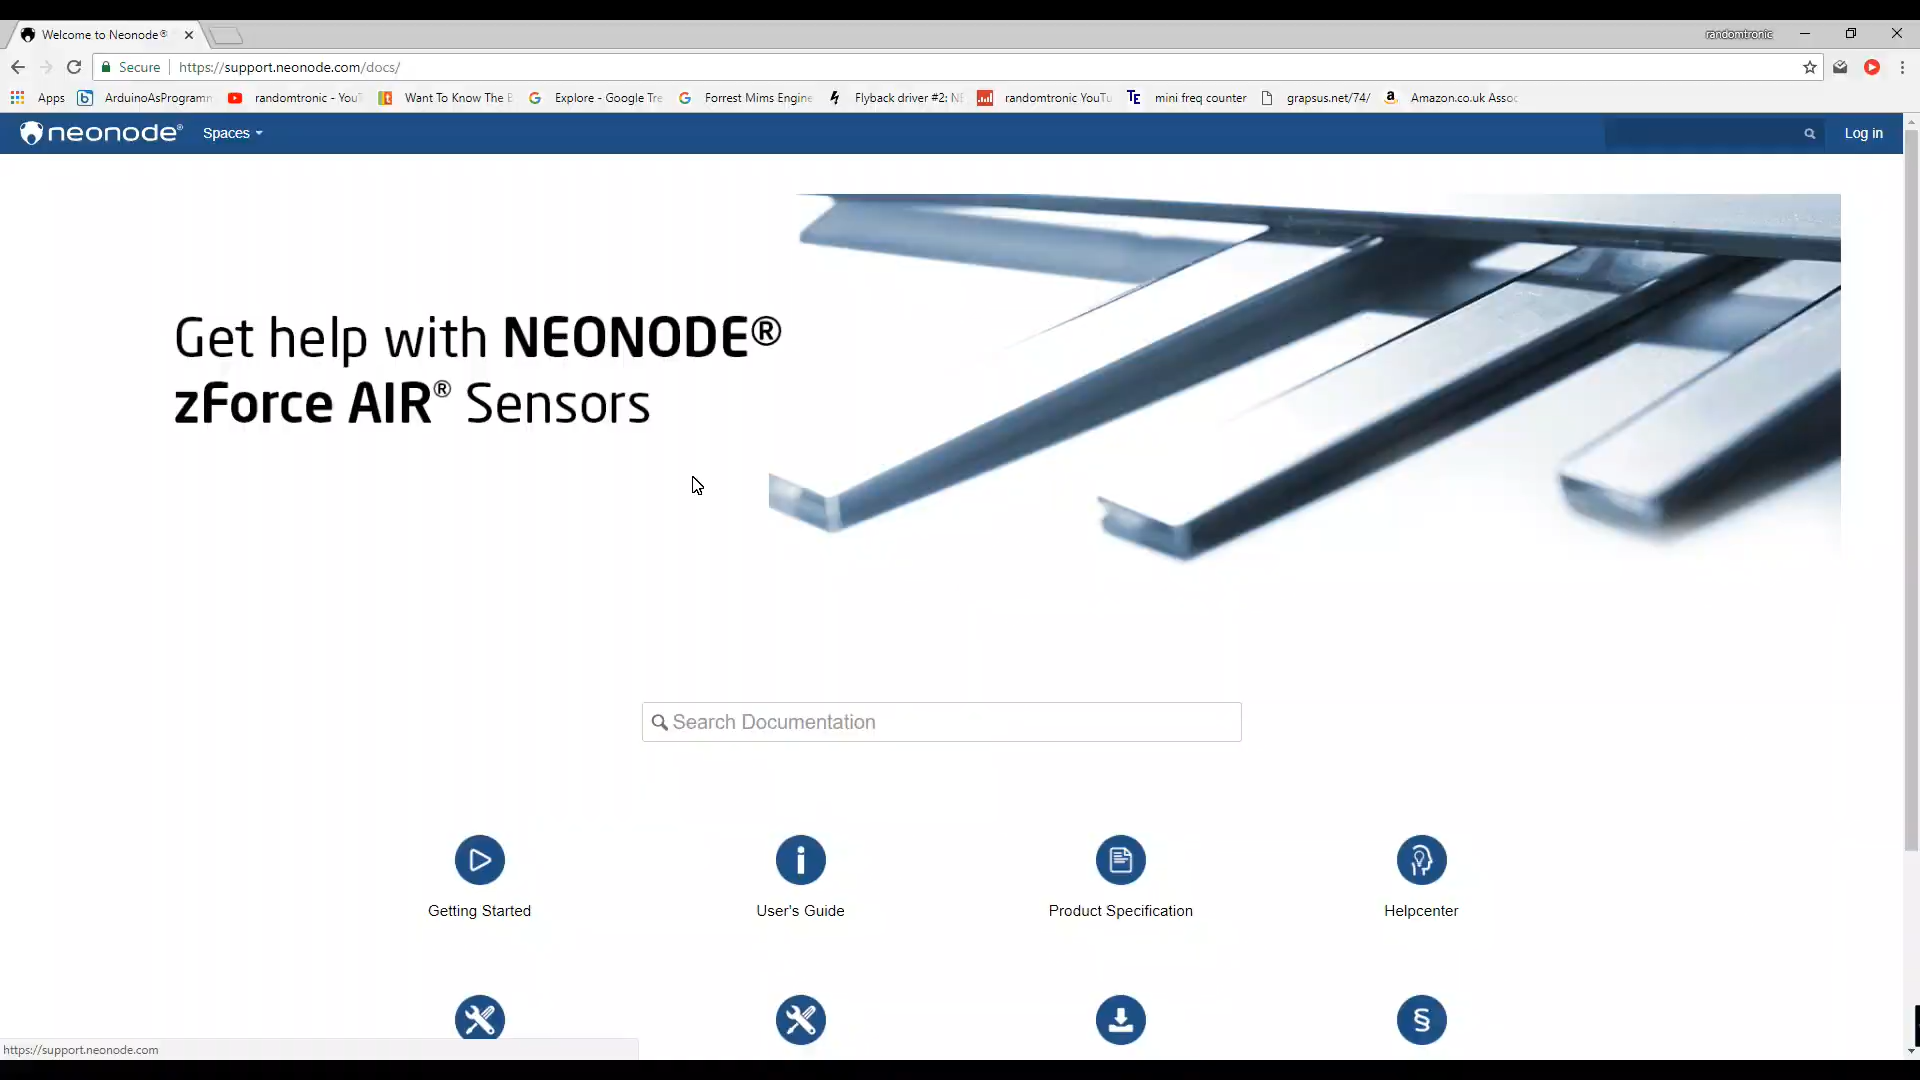 Welcome to Neonode®
randomtronic
Secure
https://support.neonode.com/docs/
Apps
ArduinoAsProgramm
randomtronic - You
Want To Know The
Explore - Google Tre
Forrest Mims Engine
Flyback driver #2:
randomtronic YouTu
TE
mini freq counter
grapsus.net/74/
Amazon.co.uk Assoc
neonode®
Spaces
Log in
Get help with NEONODE®
zForce AIR® Sensors
Search Documentation
Getting Started
User's Guide
Product Specification
Helpcenter
§
https://support.neonode.com